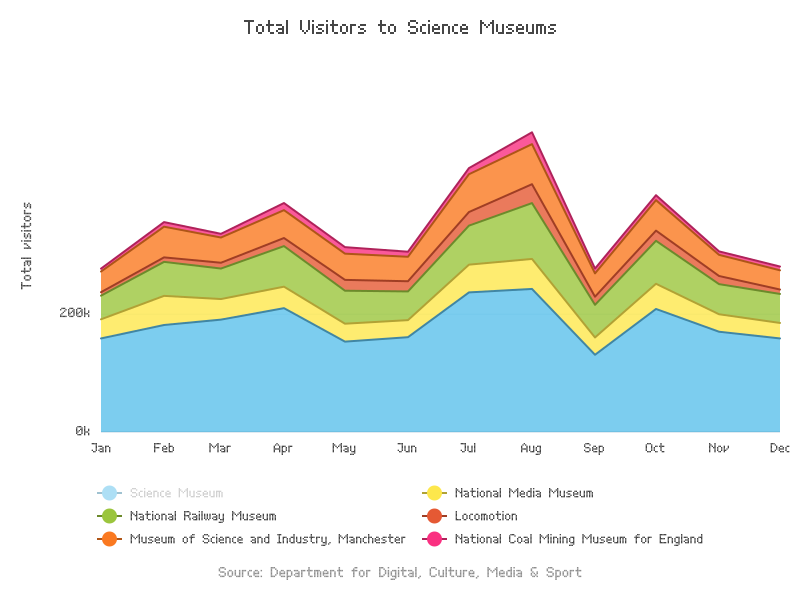 Total Visitors to Science Museums
Total visitors
200k
0k
Jan Feb Mar Apr May Jun Jul Aug Sep Oct Nov Dec
Science Museum
National Media Museum
National Railway Museum
Locomotion
Museum of Science and Industry, Manchester
National Coal Mining Museum for England
Source: Department for Digital, Culture, Media & Sport